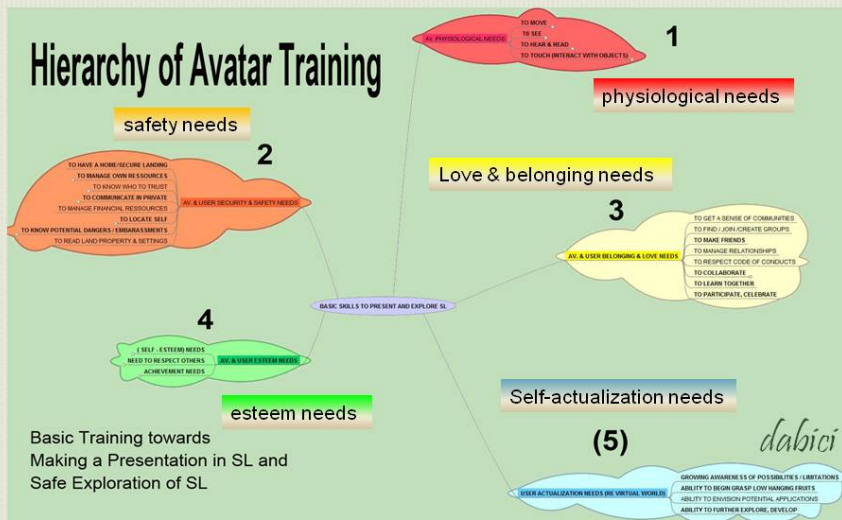 Hierarchy of Avatar Training
1
AV. PHYSIOLOGICAL NEEDS
TO MOVE
TO SEE
TO HEAR & READ
TO TOUCH (INTERACT WITH OBJECTS)
physiological needs
safety needs
2
TO HAVE A HOME/SECURE LANDING
TO MANAGE OWN RESSOURCES
TO KNOW WHO TO TRUST
TO COMMUNICATE IN PRIVATE
TO MANAGE FINANCIAL RESSOURCES
TO LOCATE SELF
TO KNOW POTENTIAL DANGERS / EMBARASSMENTS
TO READ LAND PROPERTY & SETTINGS
AV. & USER SECURITY & SAFETY NEEDS
Love & belonging needs
3
AV. & USER BELONGING & LOVE NEEDS
TO GET A SENSE OF COMMUNITIES
TO FIND / JOIN /CREATE GROUPS
TO MAKE FRIENDS
TO MANAGE RELATIONSHIPS
TO RESPECT CODE OF CONDUCTS
TO COLLABORATE
TO LEARN TOGETHER
TO PARTICIPATE, CELEBRATE
BASIC SKILLS TO PRESENT AND EXPLORE SL
4
( SELF - ESTEEM) NEEDS
NEED TO RESPECT OTHERS
ACHIEVEMENT NEEDS
AV. & USER ESTEEM NEEDS
esteem needs
Self-actualization needs
(5)
dabici
USER ACTUALIZATION NEEDS (RE VIRTUAL WORLD)
GROWING AWARENESS OF POSSIBILITIES / LIMITATIONS
ABILITY TO BEGIN GRASP LOW HANGING FRUITS
ABILITY TO ENVISION POTENTIAL APPLICATIONS
ABILITY TO FURTHER EXPLORE, DEVELOP
Basic Training towards
Making a Presentation in SL and
Safe Exploration of SL